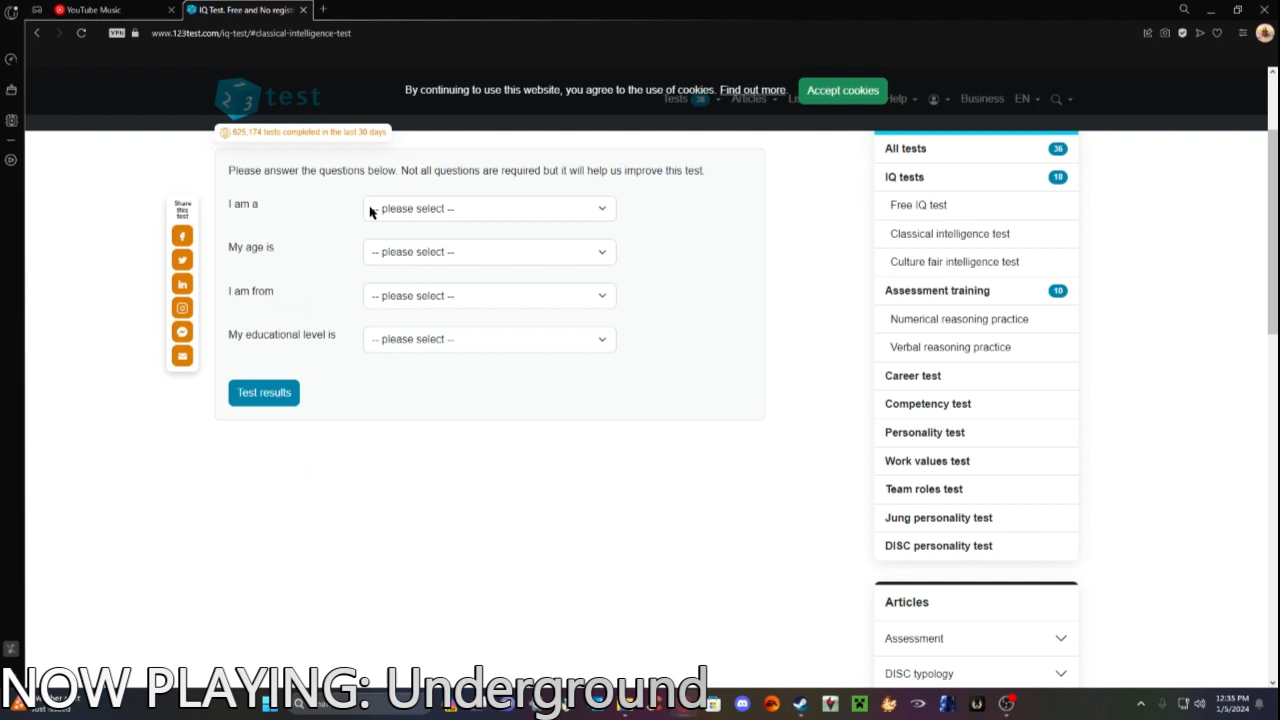 YouTube Music
IQ Test. Free and No regist
VPN
www.123test.com/iq-test/#classical-intelligence-test
By continuing to use this website, you agree to the use of cookies. Find out more.
Accept cookies
123 test
Tests 38
Articles
Help
Business
EN
625,174 tests completed in the last 30 days
Please answer the questions below. Not all questions are required but it will help us improve this test.
I am a
-- please select --
My age is
-- please select --
I am from
-- please select --
My educational level is
-- please select --
Test results
Share
this
test
All tests 36
IQ tests 18
Free IQ test
Classical intelligence test
Culture fair intelligence test
Assessment training 10
Numerical reasoning practice
Verbal reasoning practice
Career test
Competency test
Personality test
Work values test
Team roles test
Jung personality test
DISC personality test
Articles
Assessment
DISC typology
NOW PLAYING: Underground
12:35 PM
1/5/2024